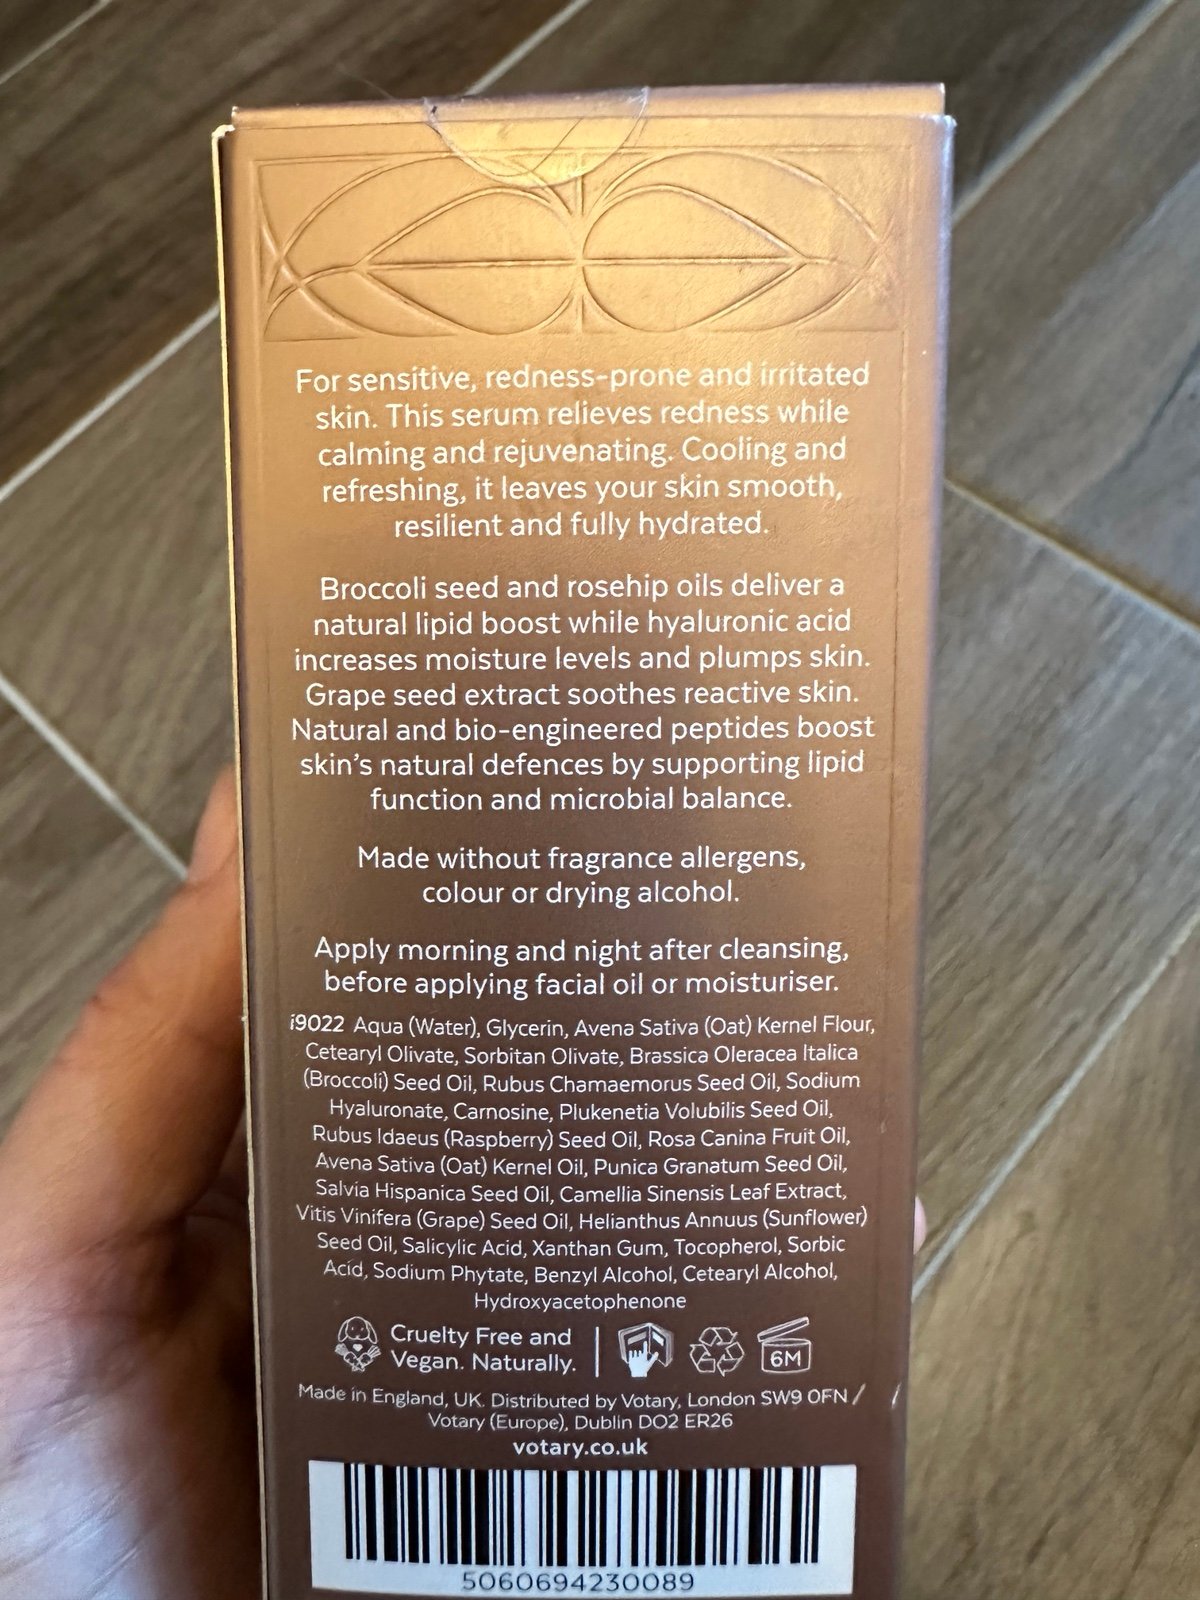 For sensitive, redness-prone and irritated
skin. This serum relieves redness while
calming and rejuvenating. Cooling and
refreshing, it leaves your skin smooth,
resilient and fully hydrated.
Broccoli seed and rosehip oils deliver a
natural lipid boost while hyaluronic acid
increases moisture levels and plumps skin.
Grape seed extract soothes reactive skin.
Natural and bio-engineered peptides boost
skin's natural defences by supporting lipid
function and microbial balance.
Made without fragrance allergens,
colour or drying alcohol.
Apply morning and night after cleansing,
before applying facial oil or moisturiser.
i9022 Aqua (Water), Glycerin, Avena Sativa (Oat) Kernel Flour,
Cetearyl Olivate, Sorbitan Olivate, Brassica Oleracea Italica
(Broccoli) Seed Oil, Rubus Chamaemorus Seed Oil, Sodium
Hyaluronate, Carnosine, Plukenetia Volubilis Seed Oil,
Rubus Idaeus (Raspberry) Seed Oil, Rosa Canina Fruit Oil,
Avena Sativa (Oat) Kernel Oil, Punica Granatum Seed Oil,
Salvia Hispanica Seed Oil, Camellia Sinensis Leaf Extract,
Vitis Vinifera (Grape) Seed Oil, Helianthus Annuus (Sunflower)
Seed Oil, Salicylic Acid, Xanthan Gum, Tocopherol, Sorbic
Acid, Sodium Phytate, Benzyl Alcohol, Cetearyl Alcohol,
Hydroxyacetophenone
Cruelty Free and
Vegan. Naturally.
6M
Made in England, UK. Distributed by Votary, London SW9 0FN /
Votary (Europe), Dublin DO2 ER26
votary.co.uk
5060694230089